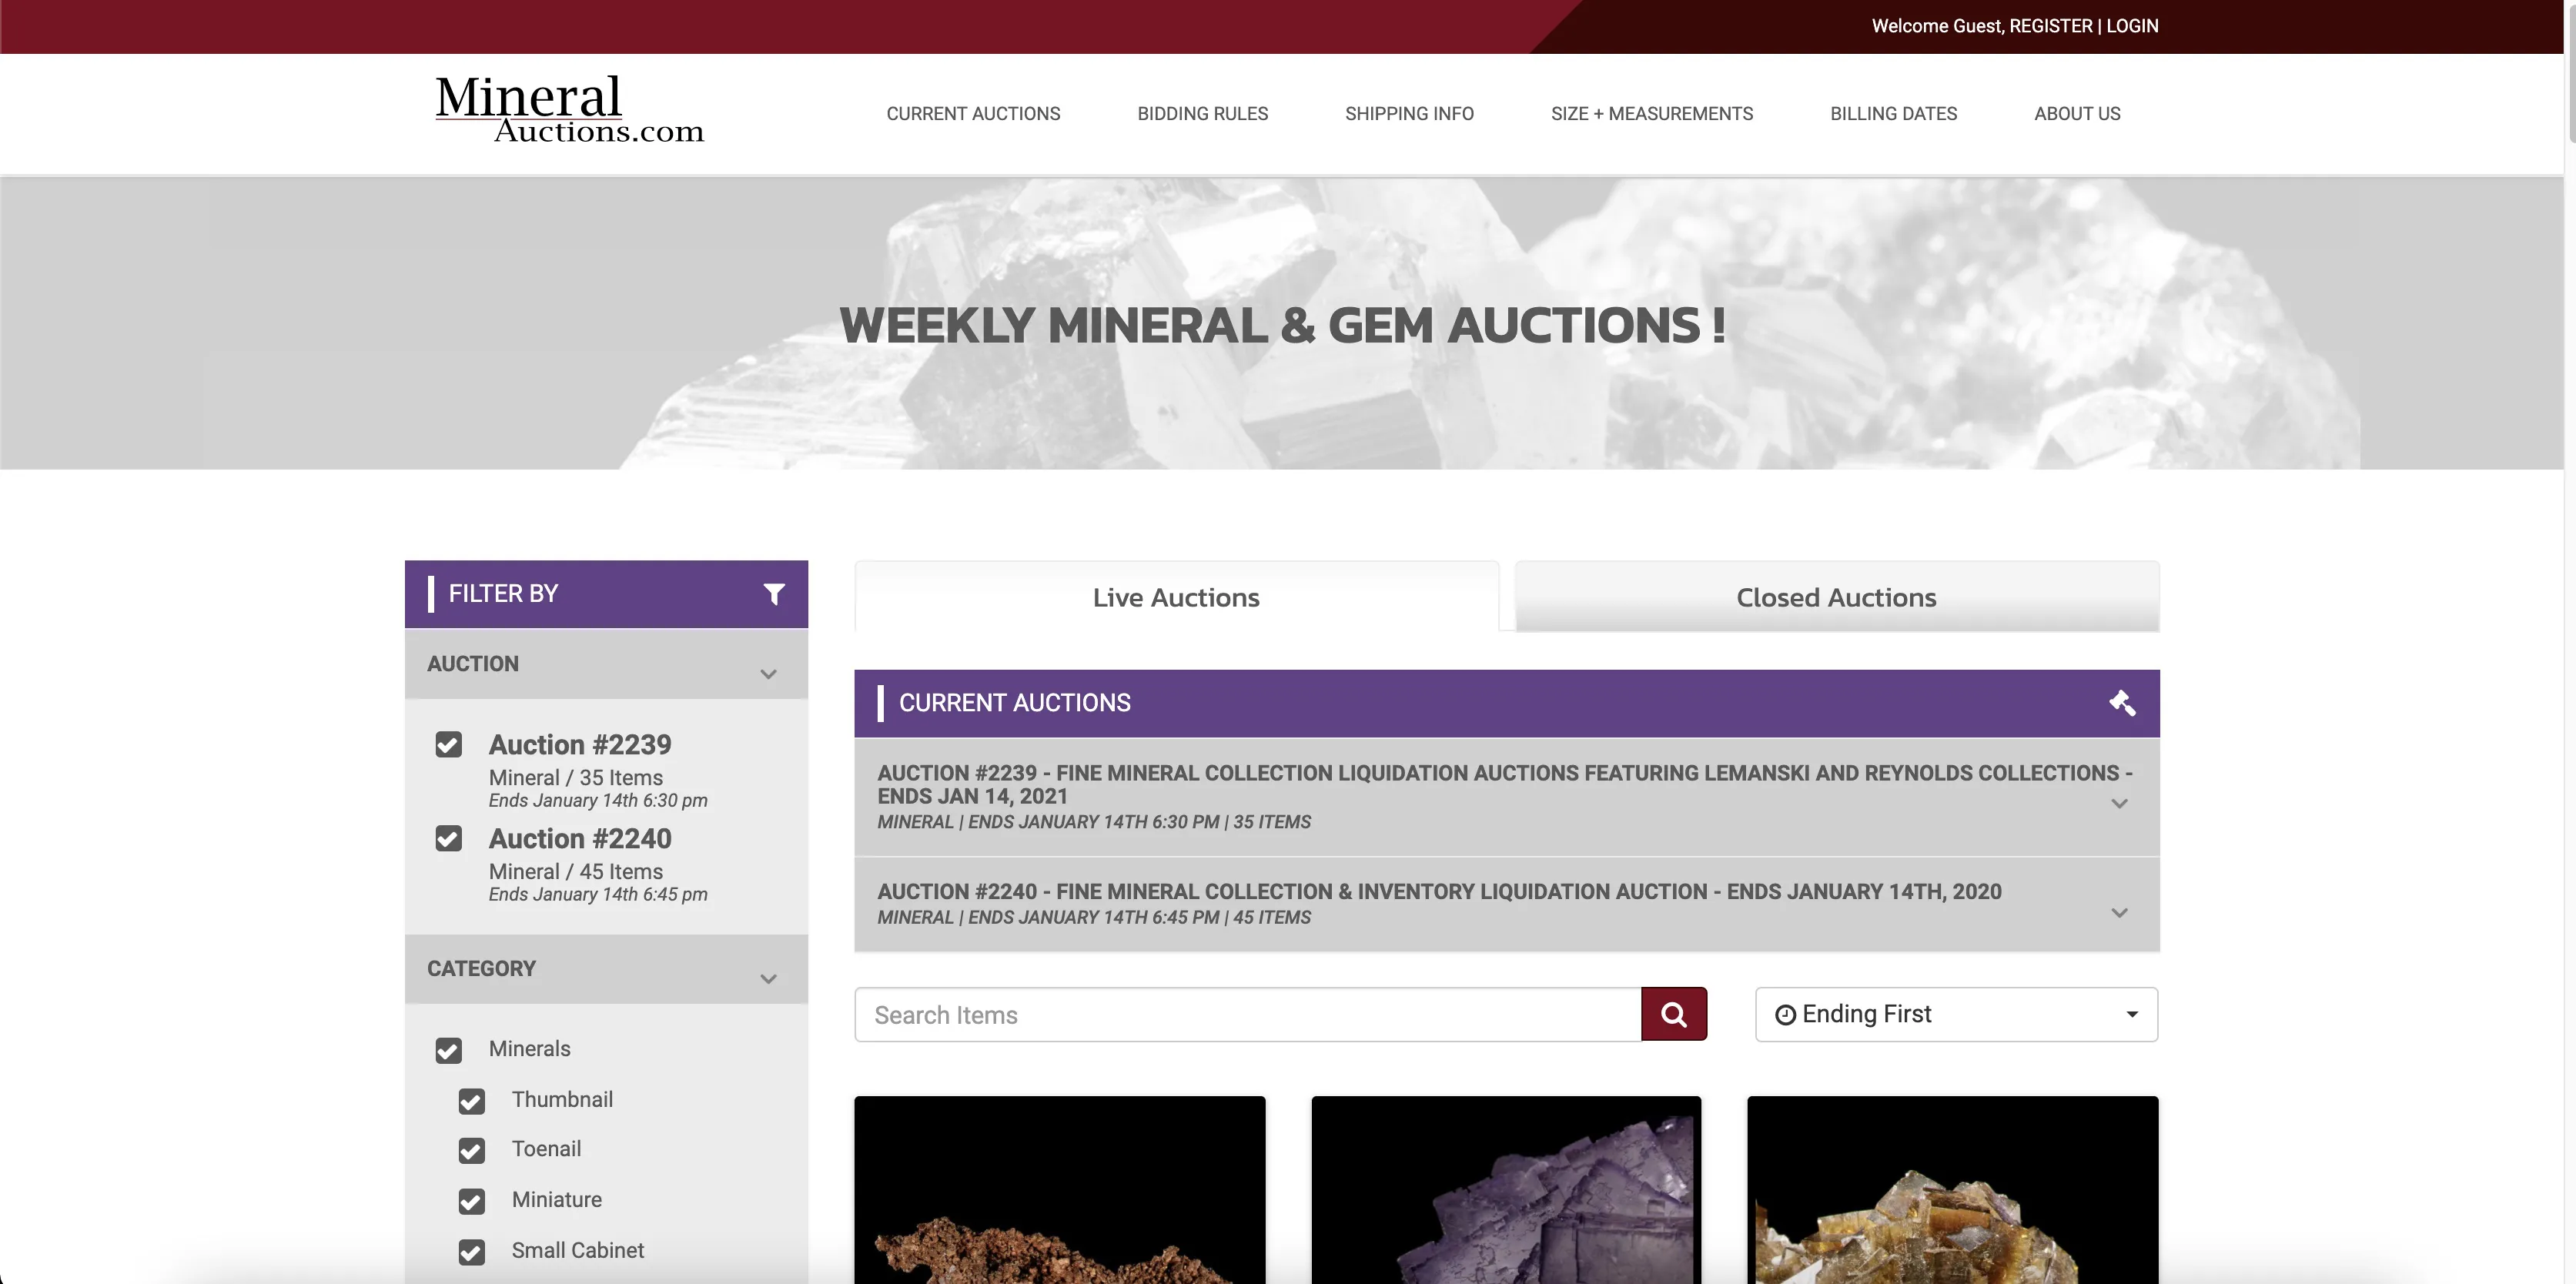 Welcome Guest, REGISTER | LOGIN
Mineral
Auctions.com
CURRENT AUCTIONS
BIDDING RULES
SHIPPING INFO
SIZE + MEASUREMENTS
BILLING DATES
ABOUT US
WEEKLY MINERAL & GEM AUCTIONS !
FILTER BY
AUCTION
Auction #2239
Mineral / 35 Items
Ends January 14th 6:30 pm
Auction #2240
Mineral / 45 Items
Ends January 14th 6:45 pm
CATEGORY
Minerals
Thumbnail
Toenail
Miniature
Small Cabinet
Live Auctions
Closed Auctions
CURRENT AUCTIONS
AUCTION #2239 - FINE MINERAL COLLECTION LIQUIDATION AUCTIONS FEATURING LEMANSKI AND REYNOLDS COLLECTIONS -
ENDS JAN 14, 2021
MINERAL | ENDS JANUARY 14TH 6:30 PM | 35 ITEMS
AUCTION #2240 - FINE MINERAL COLLECTION & INVENTORY LIQUIDATION AUCTION - ENDS JANUARY 14TH, 2020
MINERAL | ENDS JANUARY 14TH 6:45 PM | 45 ITEMS
Search Items
Ending First